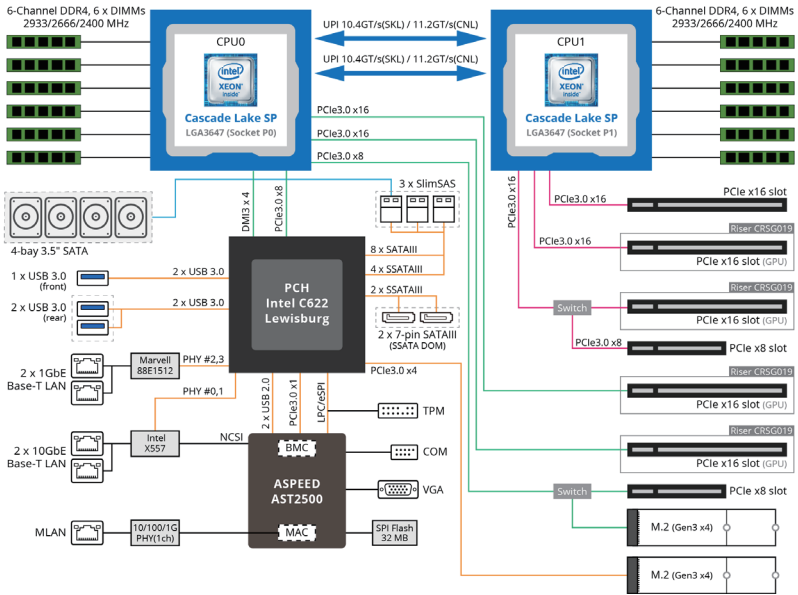 6-Channel DDR4, 6 x DIMMs
2933/2666/2400 MHz
CPU0
intel
XEON
inside
Cascade Lake SP
LGA3647 (Socket P0)
UPI 10.4GT/s(SKL) / 11.2GT/s(CNL)
UPI 10.4GT/s(SKL) / 11.2GT/s(CNL)
CPU1
intel
XEON
inside
Cascade Lake SP
LGA3647 (Socket P1)
6-Channel DDR4, 6 x DIMMs
2933/2666/2400 MHz
PCIe3.0 x16
PCIe3.0 x16
PCIe3.0 x8
DMI3 x 4
PCIe3.0 x8
3 x SlimSAS
4-bay 3.5" SATA
8 x SATAIII
4 x SSATAIII
2 x SSATAIII
2 x 7-pin SATAIII
(SSATA DOM)
PCH
Intel C622
Lewisburg
1 x USB 3.0
(front)
2 x USB 3.0
2 x USB 3.0
(rear)
2 x USB 3.0
2 x 1GbE
Base-T LAN
Marvell
88E1512
PHY #2,3
PHY #0,1
2 x USB 2.0
PCIe3.0 x1
LPC/eSPI
PCIe3.0 x4
2 x 10GbE
Base-T LAN
Intel
X557
NCSI
BMC
ASPEED
AST2500
MAC
TPM
COM
VGA
MLAN
10/100/1G
PHY(1ch)
SPI Flash
32 MB
PCIe3.0 x16
PCIe3.0 x16
PCIe x16 slot
PCIe3.0 x16
Riser CRSG019
PCIe x16 slot (GPU)
Switch
Riser CRSG019
PCIe x16 slot (GPU)
PCIe3.0 x8
PCIe x8 slot
Riser CRSG019
PCIe x16 slot (GPU)
Riser CRSG019
PCIe x16 slot (GPU)
Switch
PCIe x8 slot
M.2 (Gen3 x4)
M.2 (Gen3 x4)